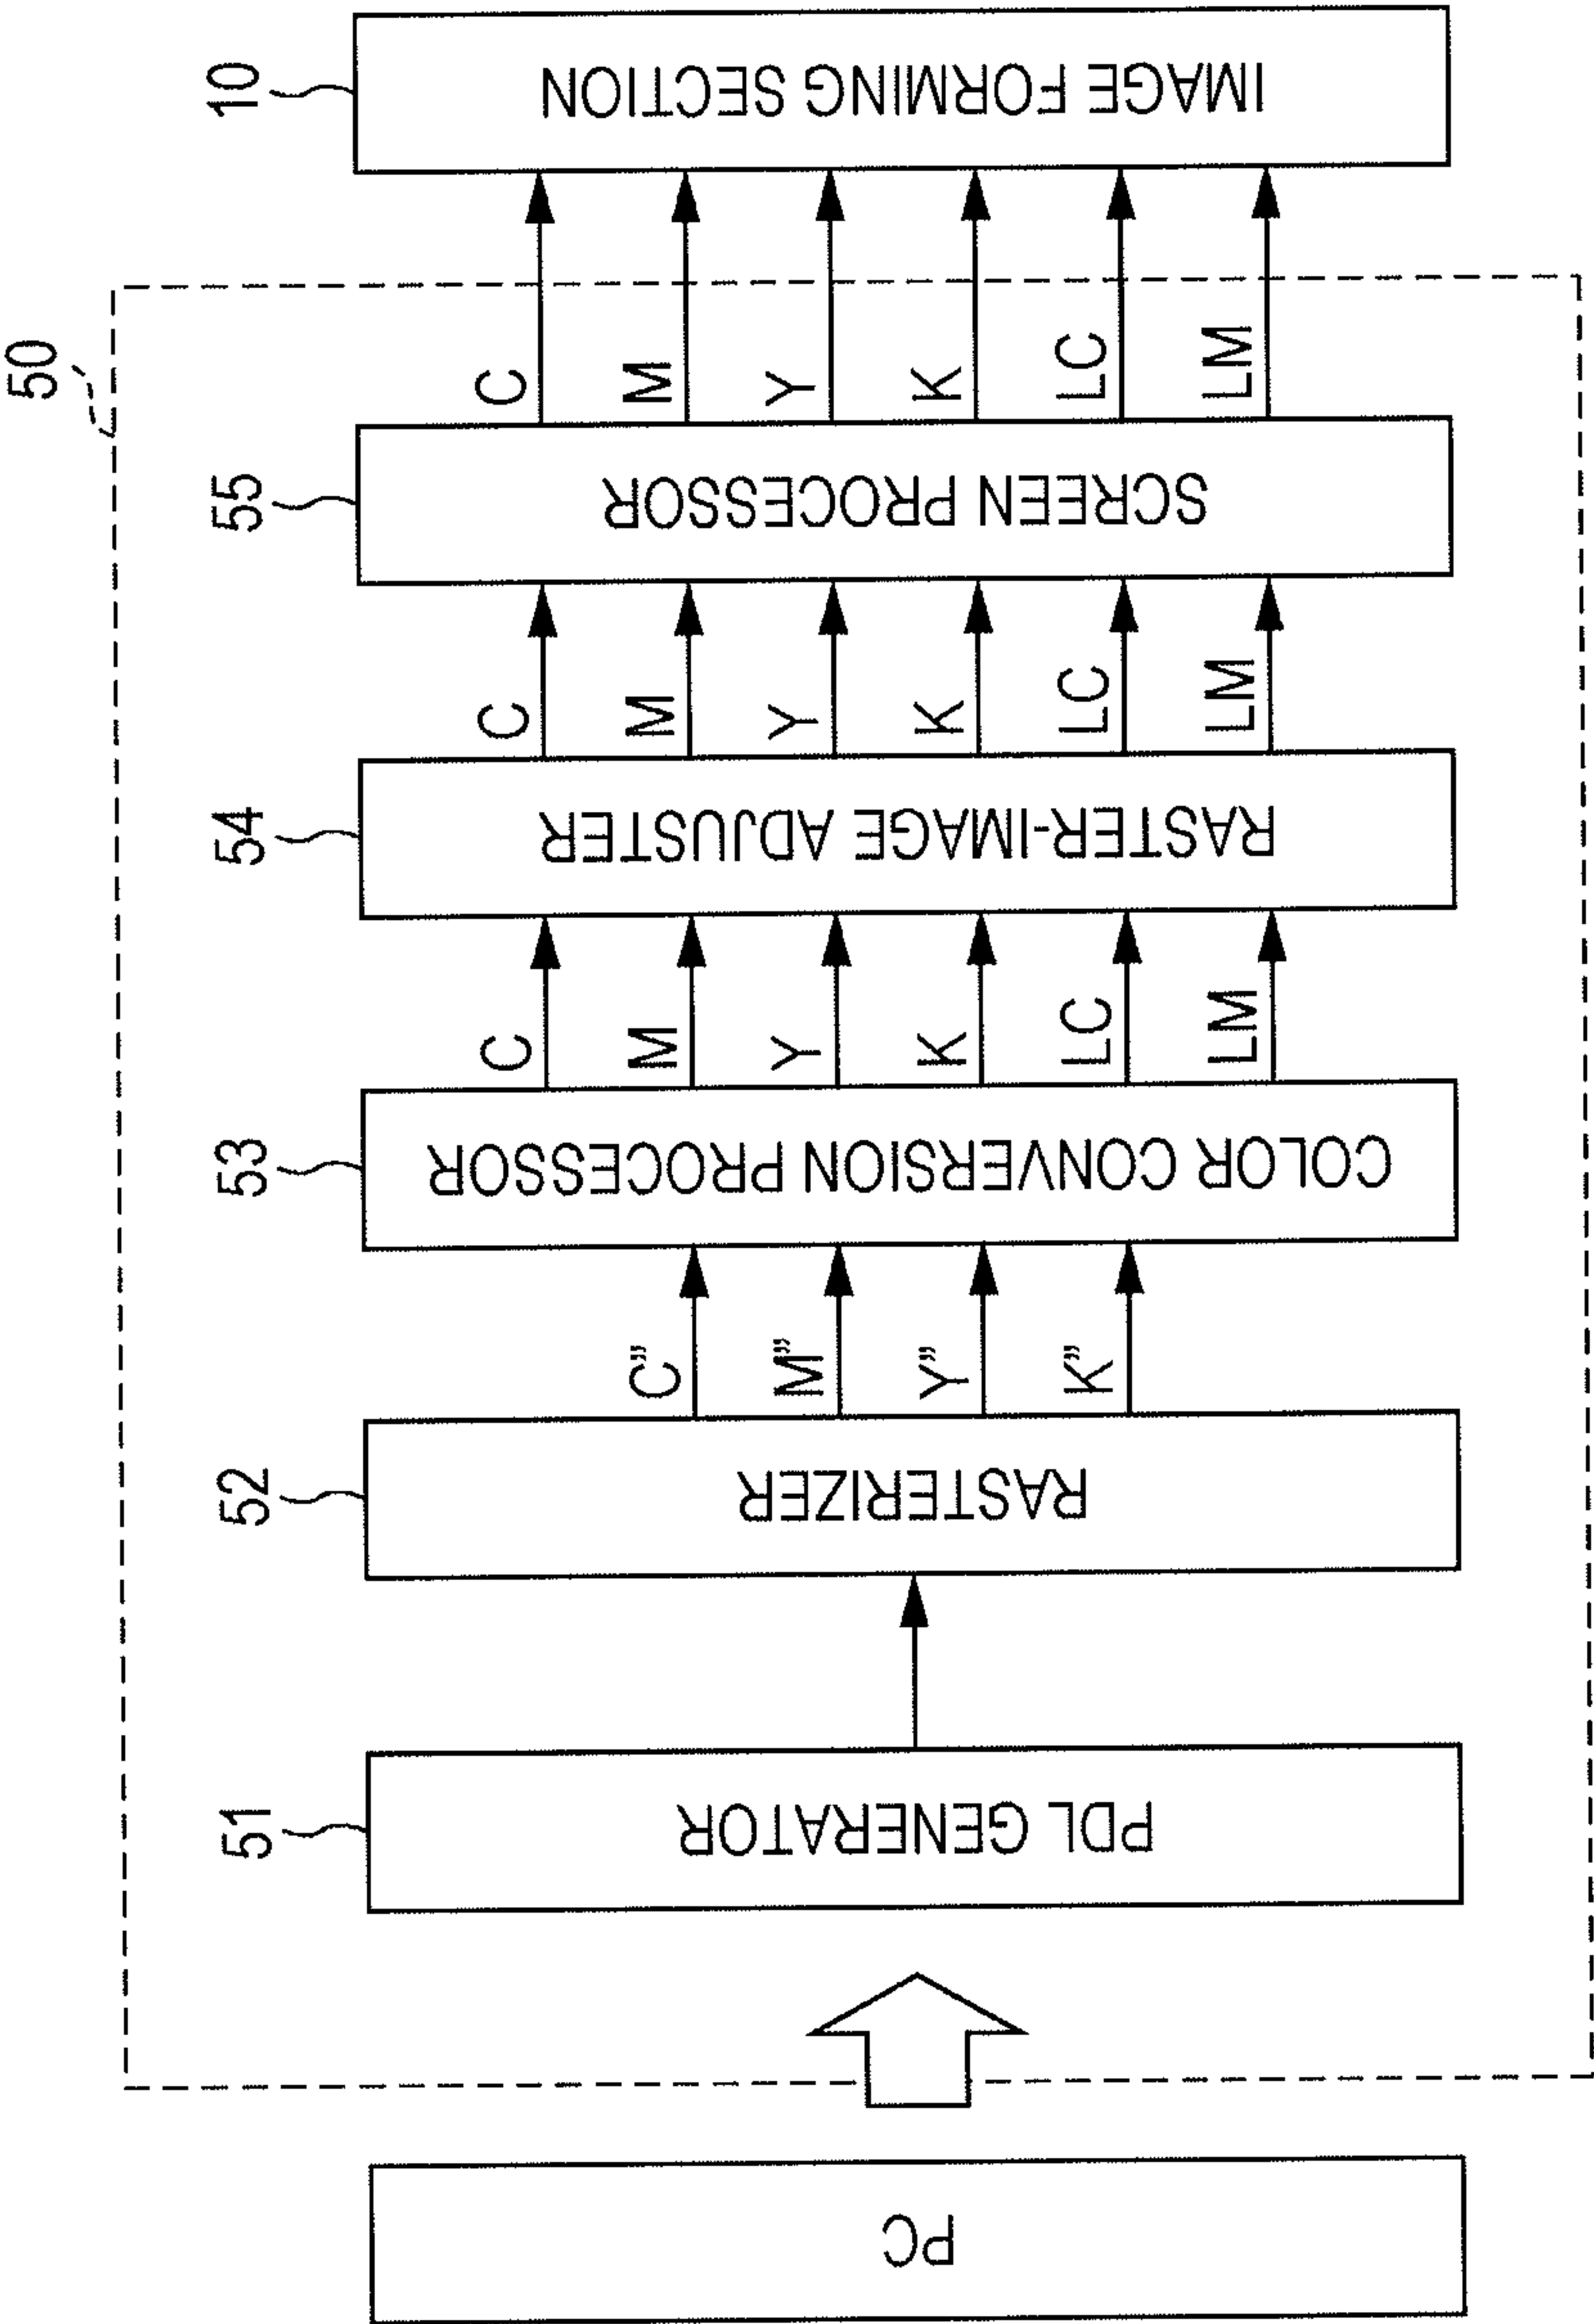 50
PC
51
PDL GENERATOR
52
RASTERIZER
C”
M”
Y”
K”
53
COLOR CONVERSION PROCESSOR
C
M
Y
K
LC
LM
54
RASTER-IMAGE ADJUSTER
C
M
Y
K
LC
LM
55
SCREEN PROCESSOR
C
M
Y
K
LC
LM
10
IMAGE FORMING SECTION